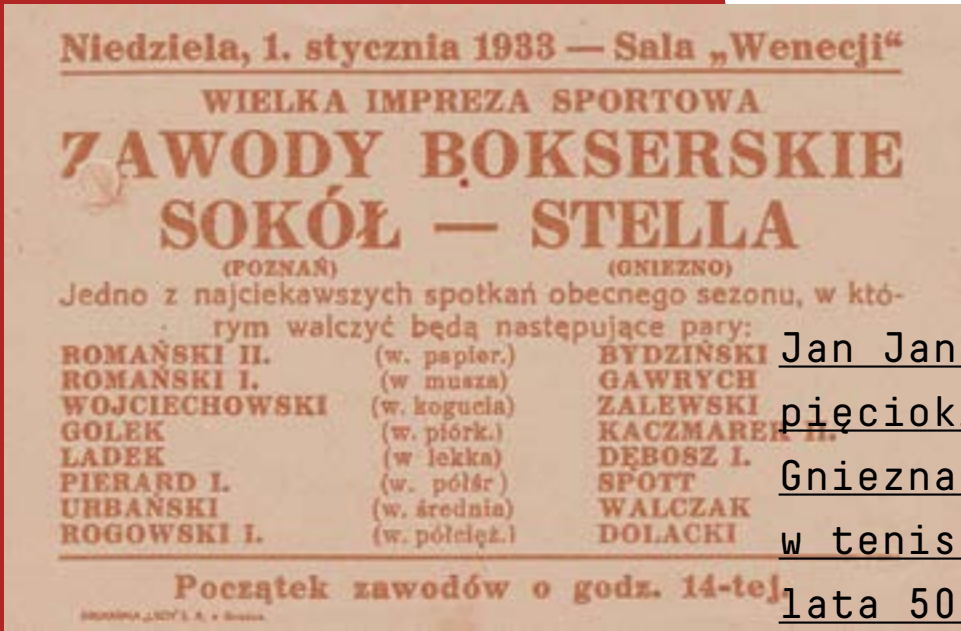 Niedziela, 1. stycznia 1933 — Sala „Wenecji“
WIELKA IMPREZA SPORTOWA
ZAWODY BOKSERSKIE
SOKÓŁ — STELLA
(POZNAŃ) (GNIEZNO)
Jedno z najciekawszych spotkań obecnego sezonu, w któ-
rym walczyć będą następujące pary:
ROMAŃSKI II. (w. papier.) BYDZIŃSKI
ROMAŃSKI I. (w musza) GAWRYCH
WOJCIECHOWSKI (w. kogucia) ZALEWSKI
GOLEK (w. piórk.) KACZMAREK II.
LADEK (w lekka) DĘBOSZ I.
PIERARD I. (w. półśr) SPOTT
URBAŃSKI (w. średnia) WALCZAK
ROGOWSKI I. (w. półcięż.) DOLACKI
Początek zawodów o godz. 14-tej.
Jan Jan
pięciok
Gniezna
w tenis
lata 50